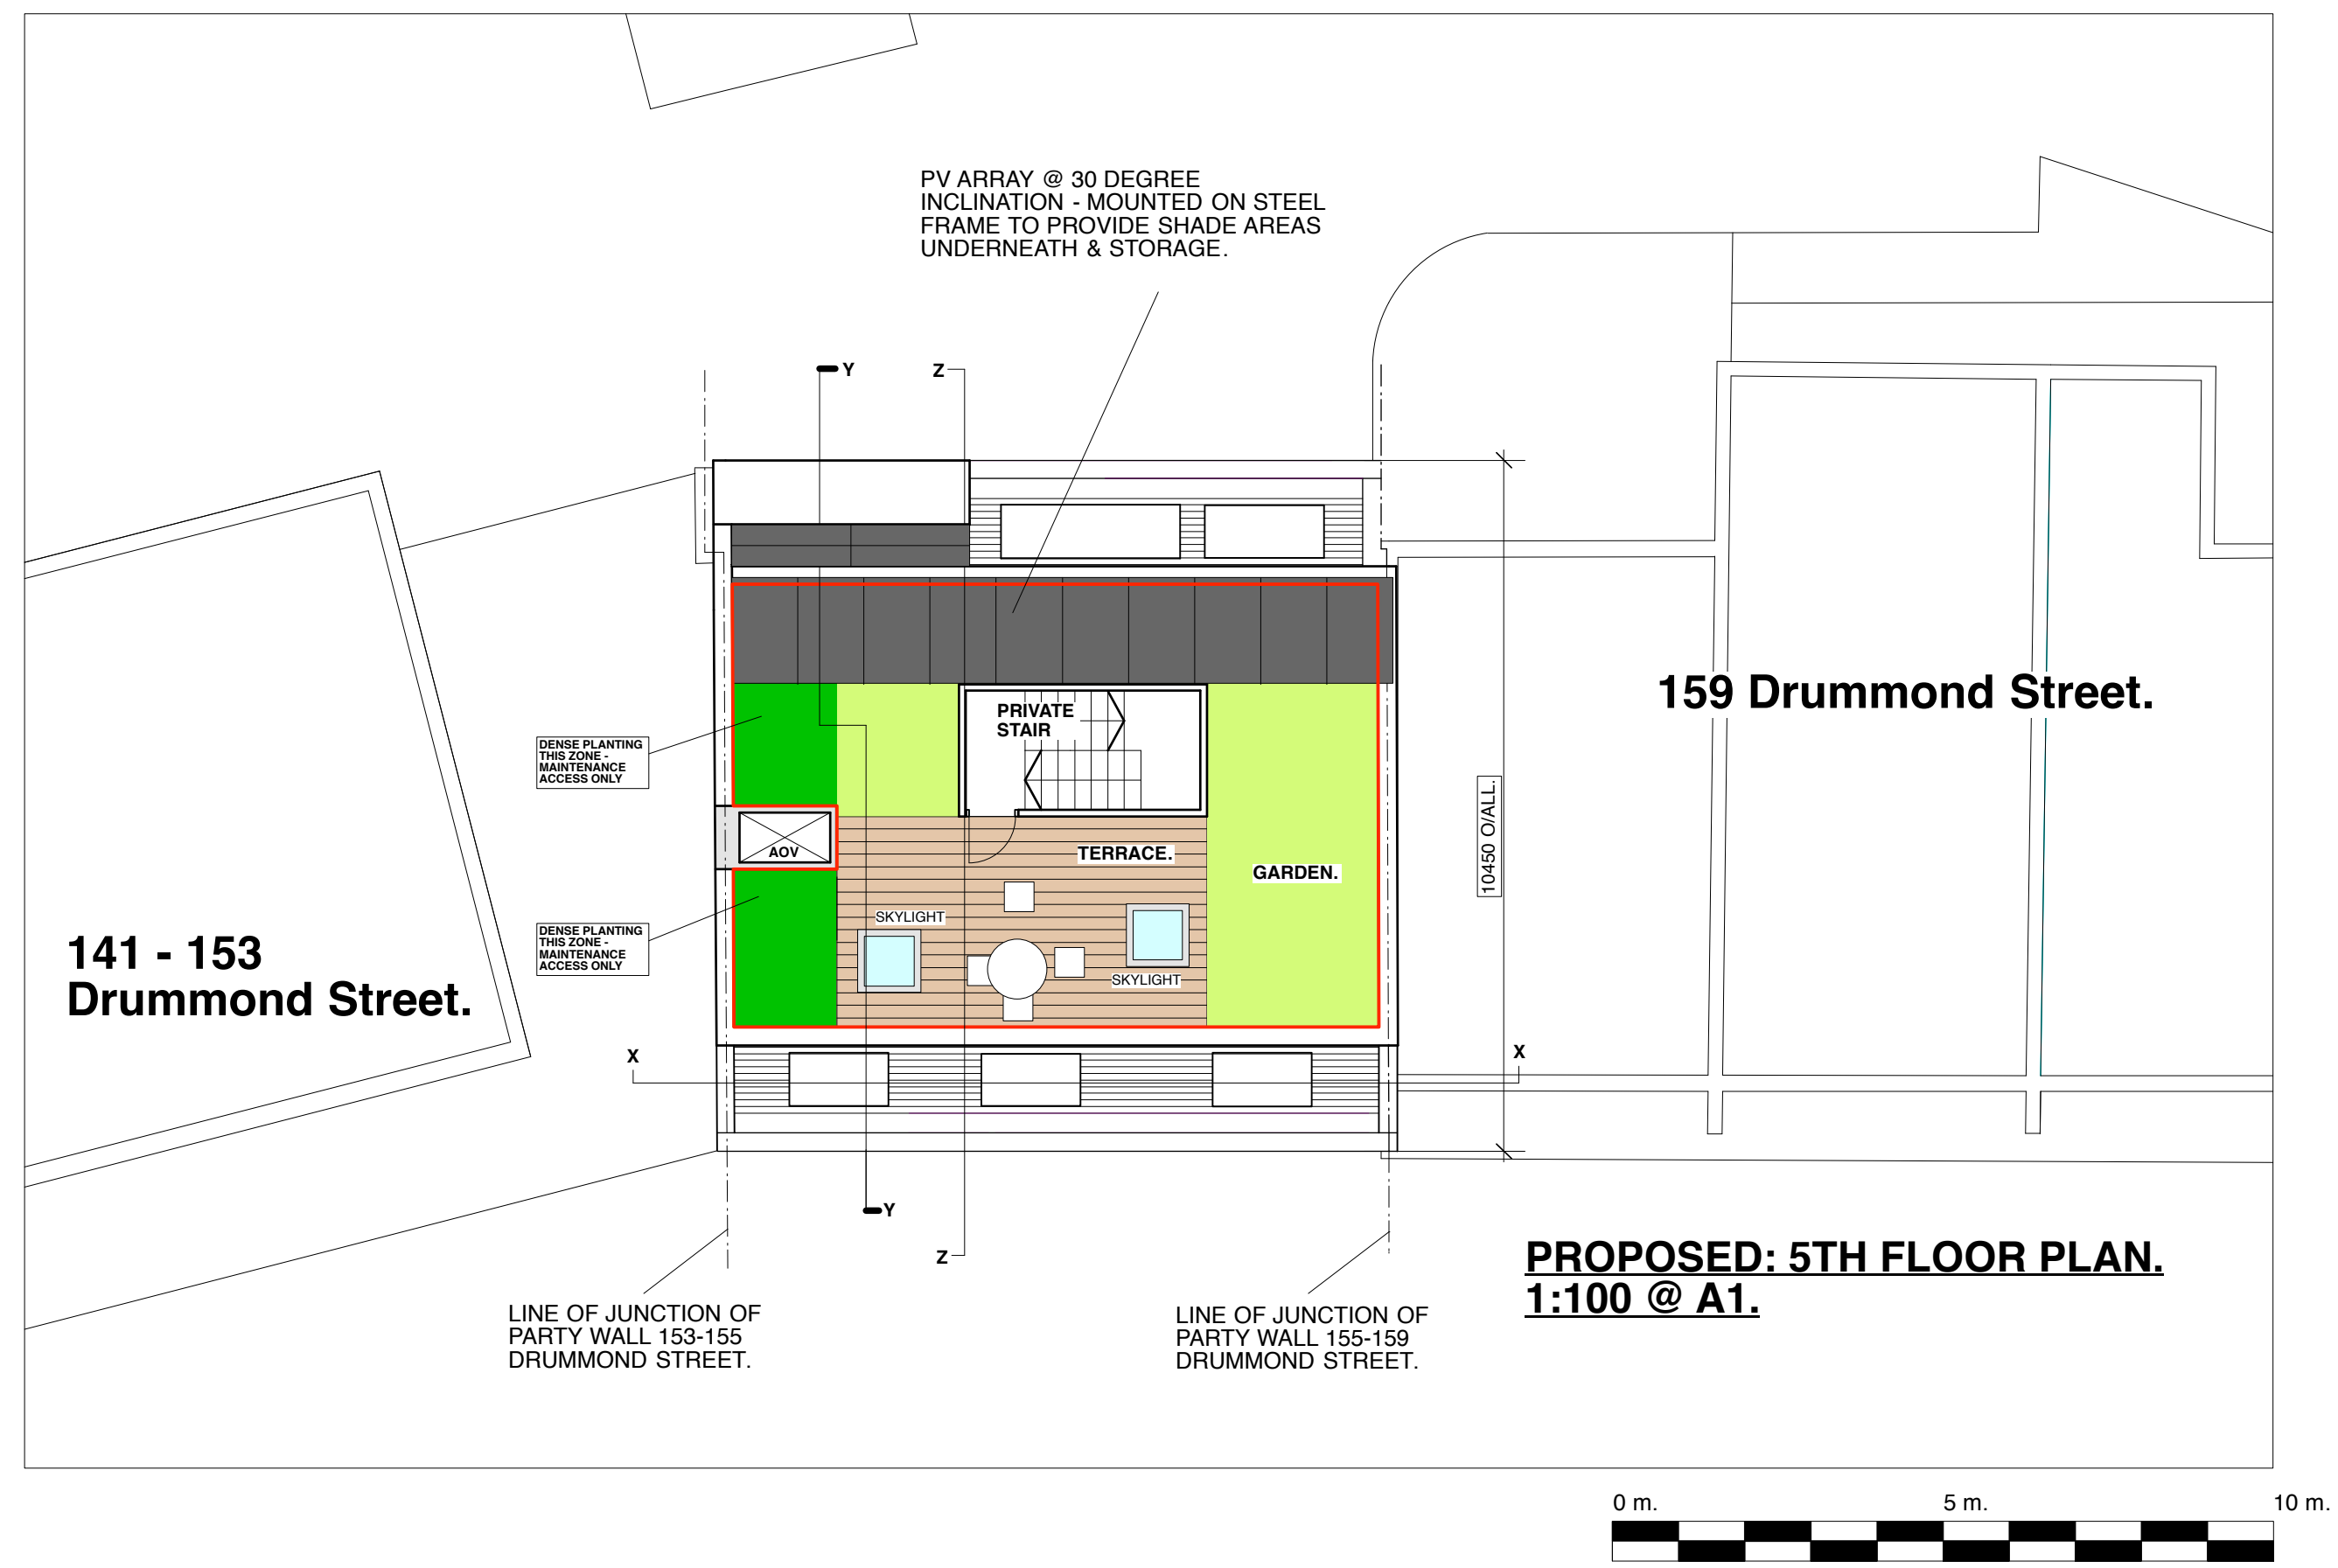 PV ARRAY @ 30 DEGREE
INCLINATION - MOUNTED ON STEEL
FRAME TO PROVIDE SHADE AREAS
UNDERNEATH & STORAGE.
Y
Z
159 Drummond Street.
PRIVATE
STAIR
DENSE PLANTING
THIS ZONE -
MAINTENANCE
ACCESS ONLY
10450 O/ALL.
AOV
TERRACE.
GARDEN.
SKYLIGHT
DENSE PLANTING
THIS ZONE -
MAINTENANCE
ACCESS ONLY
141 - 153
Drummond Street.
SKYLIGHT
X
X
Y
Z
PROPOSED: 5TH FLOOR PLAN.
1:100 @ A1.
LINE OF JUNCTION OF
PARTY WALL 153-155
DRUMMOND STREET.
LINE OF JUNCTION OF
PARTY WALL 155-159
DRUMMOND STREET.
0 m.
5 m.
10 m.